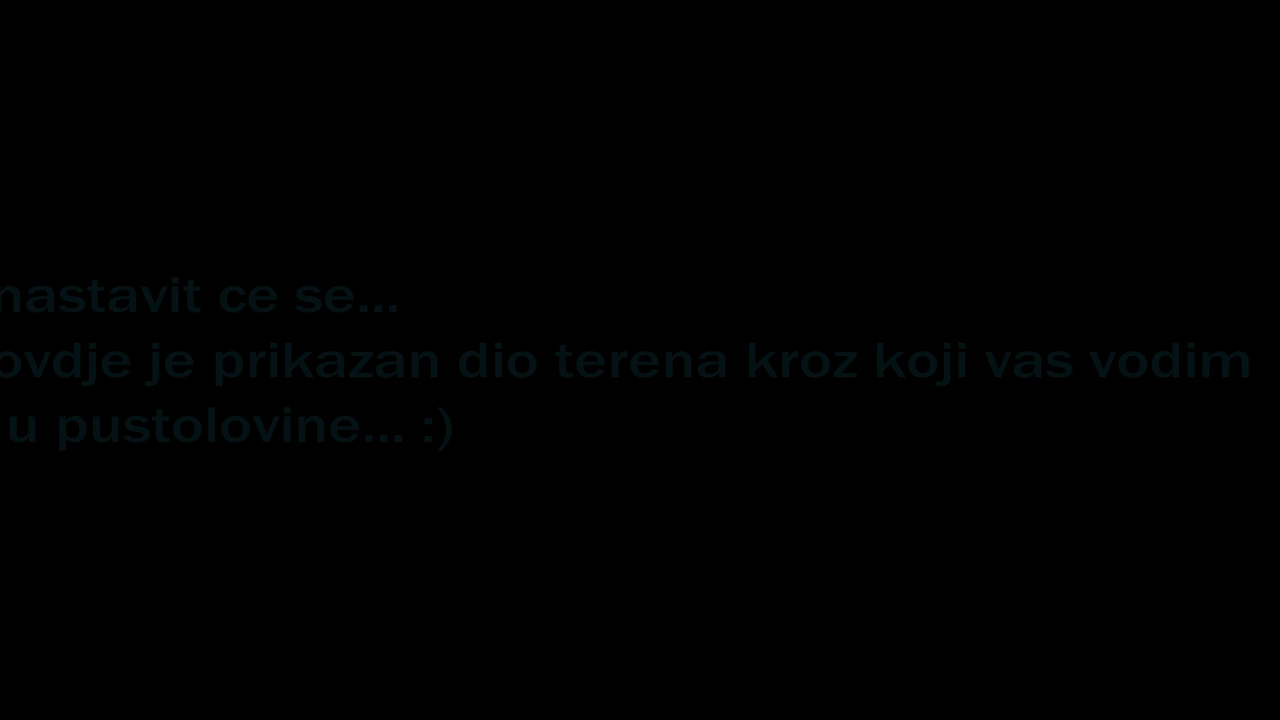 nastavit ce se...
ovdje je prikazan dio terena kroz koji vas vodim
u pustolovine... :)